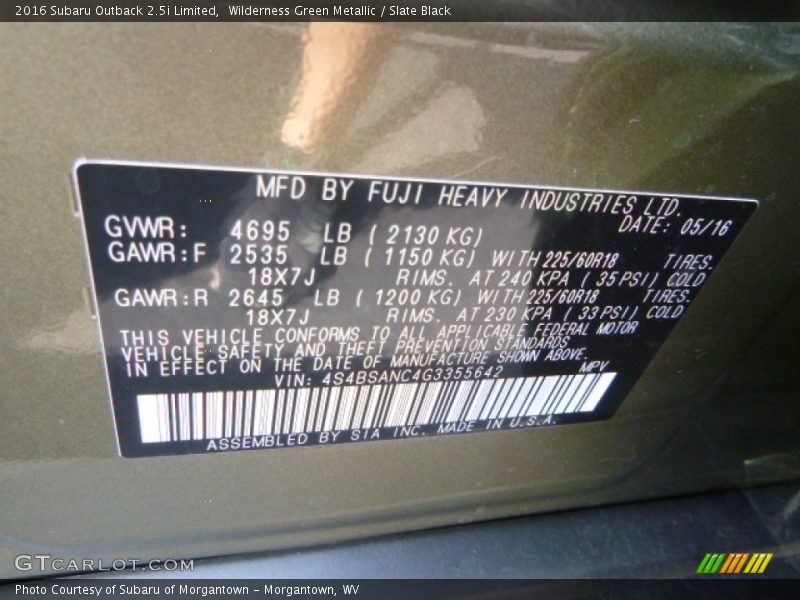 2016 Subaru Outback 2.5i Limited,  Wilderness Green Metallic / Slate Black
MFD BY FUJI HEAVY INDUSTRIES LTD.
DATE: 05/16
GVWR: 4695 LB (2130 KG)
GAWR:F 2535 LB (1150 KG) WITH 225/60R18 TIRES.
18X7J RIMS. AT 240 KPA (35 PSI) COLD
GAWR:R 2645 LB (1200 KG) WITH 225/60R18 TIRES.
18X7J RIMS. AT 230 KPA (33 PSI) COLD
THIS VEHICLE CONFORMS TO ALL APPLICABLE FEDERAL MOTOR
VEHICLE SAFETY AND THEFT PREVENTION STANDARDS
IN EFFECT ON THE DATE OF MANUFACTURE SHOWN ABOVE.
VIN: 4S4BSANC4G3355642 MPV
ASSEMBLED BY SIA INC. MADE IN U.S.A.
GTCARLOT.COM
Photo Courtesy of Subaru of Morgantown - Morgantown, WV